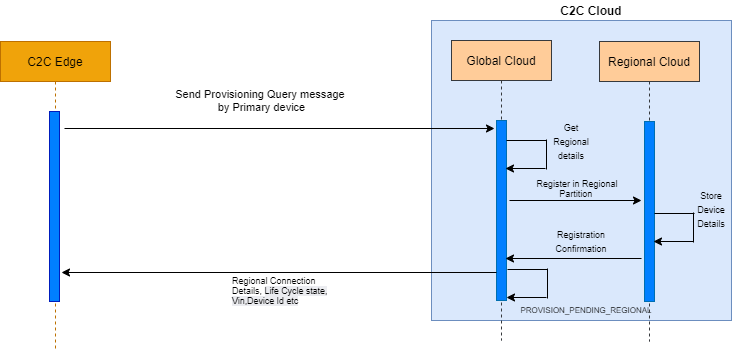 C2C Cloud
C2C Edge
Global Cloud
Regional Cloud
Send Provisioning Query message
by Primary device
Get
Regional
details
Register in Regional
Partition
Store
Device
Details
Registration
Confirmation
Regional Connection
Details, Life Cycle state,
Vin,Device Id etc
PROVISION_PENDING_REGIONAL